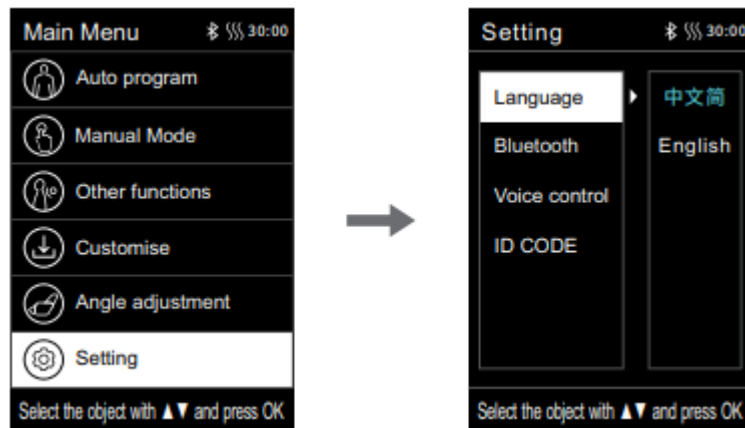 Main Menu 30:00
Auto program
Manual Mode
Other functions
Customise
Angle adjustment
Setting
Select the object with ▲▼ and press OK
Setting 30:00
Language
Bluetooth
Voice control
ID CODE
中文简
English
Select the object with ▲▼ and press OK